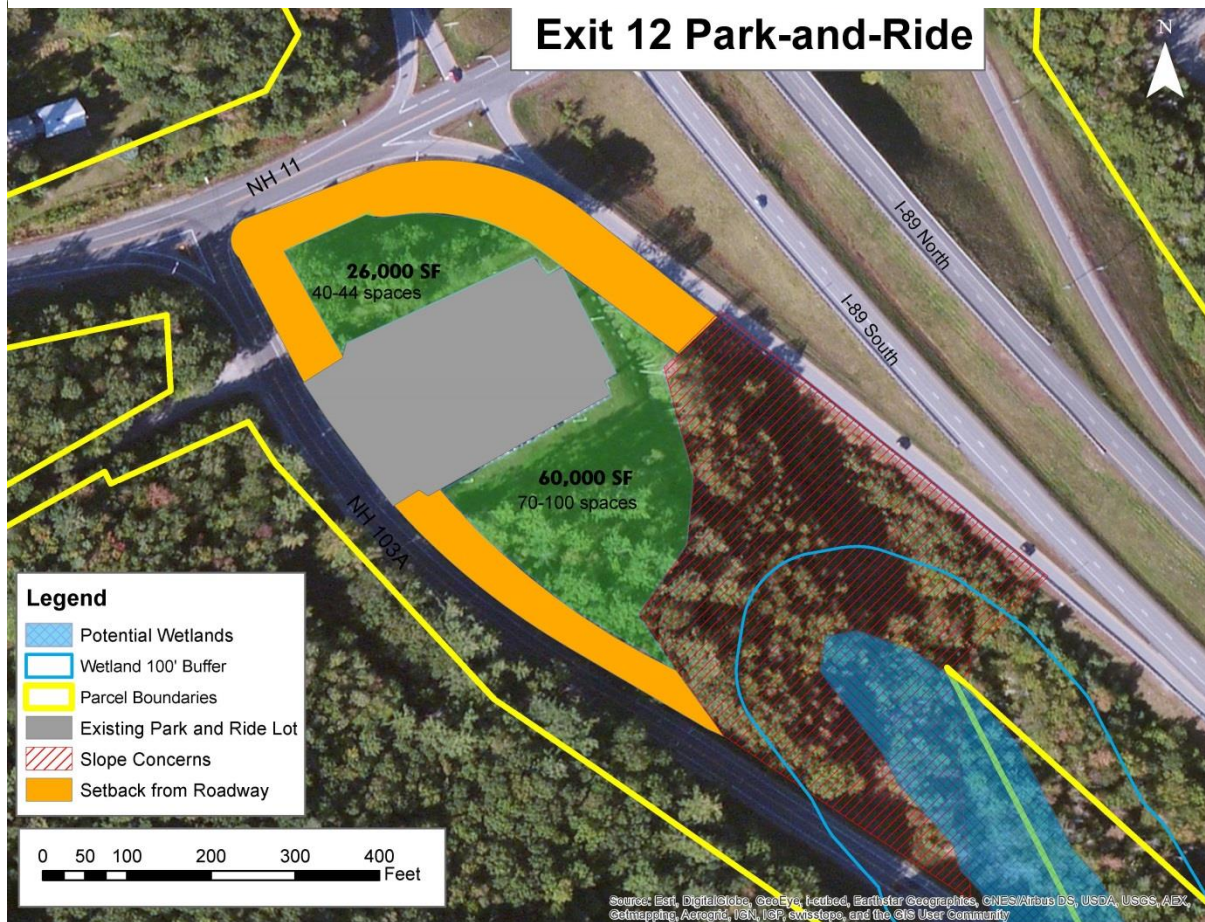 Exit 12 Park-and-Ride
N
NH 11
I-89 North
I-89 South
26,000 SF
40-44 spaces
60,000 SF
70-100 spaces
NH 103A
Legend
Potential Wetlands
Wetland 100' Buffer
Parcel Boundaries
Existing Park and Ride Lot
Slope Concerns
Setback from Roadway
0 50 100 200 300 400
Feet
Source: Esri, DigitalGlobe, GeoEye, i-cubed, Earthstar Geographics, CNES/Airbus DS, USDA, USGS, AEX,
Getmapping, Aerogrid, IGN, IGP, swisstopo, and the GIS User Community